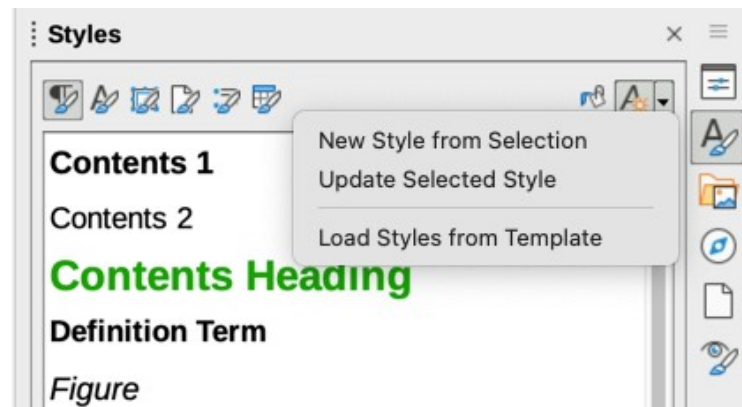 Styles
New Style from Selection
Update Selected Style
Load Styles from Template
Contents 1
Contents 2
Contents Heading
Definition Term
Figure